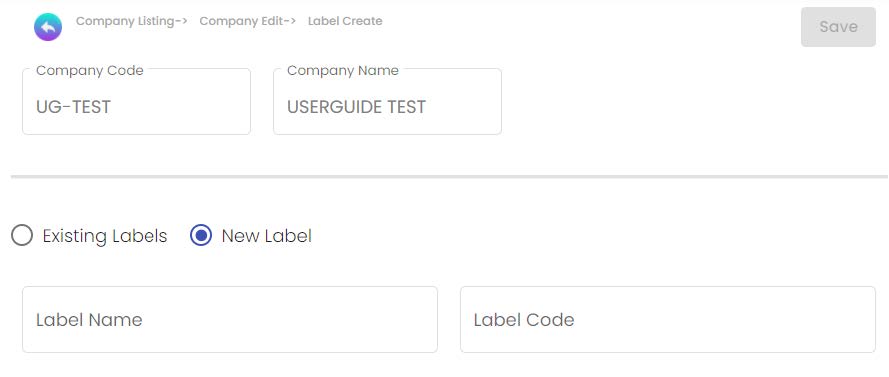 Company Listing-> Company Edit-> Label Create
Save
Company Code
UG-TEST
Company Name
USERGUIDE TEST
Existing Labels
New Label
Label Name
Label Code